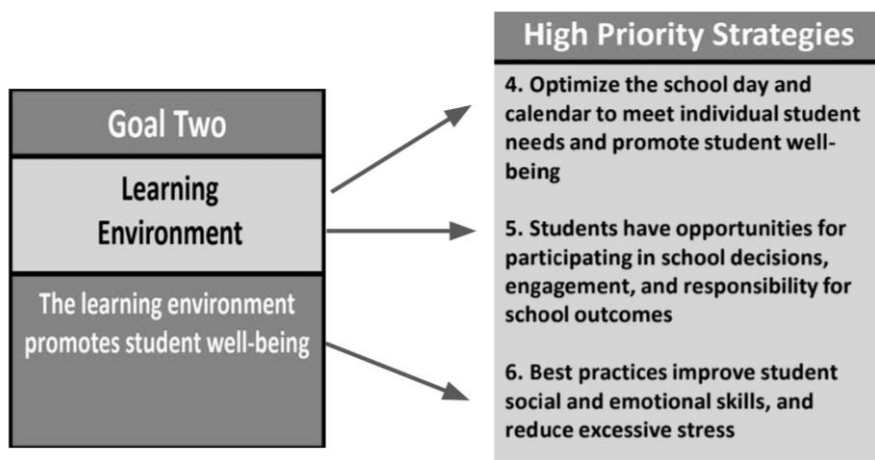 Goal Two
Learning
Environment
The learning environment
promotes student well-being
High Priority Strategies
4. Optimize the school day and
calendar to meet individual student
needs and promote student well-
being
5. Students have opportunities for
participating in school decisions,
engagement, and responsibility for
school outcomes
6. Best practices improve student
social and emotional skills, and
reduce excessive stress